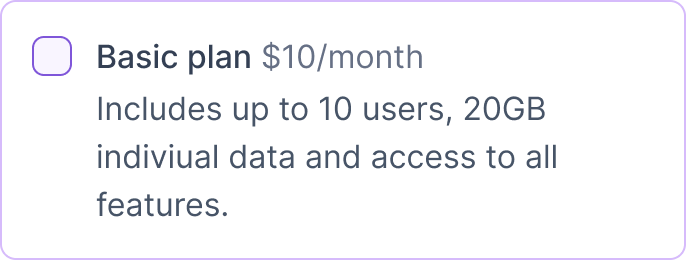 Basic plan $10/month
Includes up to 10 users, 20GB
indiviual data and access to all
features.